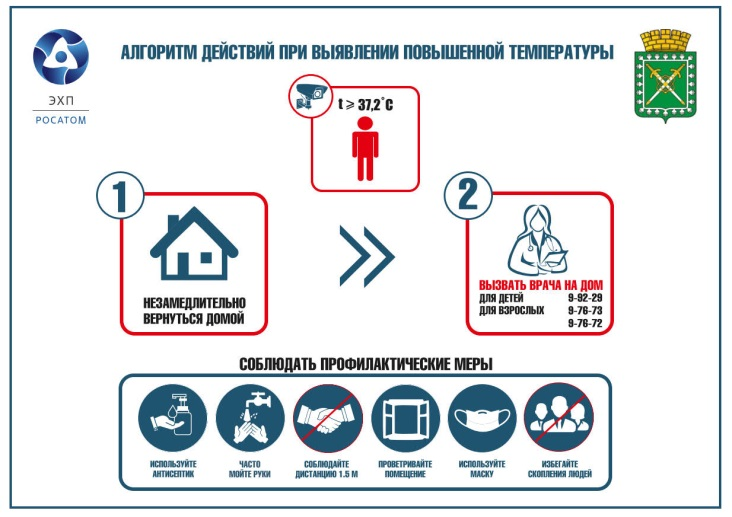 АЛГОРИТМ ДЕЙСТВИЙ ПРИ ВЫЯВЛЕНИИ ПОВЫШЕННОЙ ТЕМПЕРАТУРЫ
ЭХП
РОСАТОМ
t ⩾ 37,2°C
1
НЕЗАМЕДЛИТЕЛЬНО
ВЕРНУТЬСЯ ДОМОЙ
2
ВЫЗВАТЬ ВРАЧА НА ДОМ
ДЛЯ ДЕТЕЙ 9-92-29
ДЛЯ ВЗРОСЛЫХ 9-76-73
9-76-72
СОБЛЮДАТЬ ПРОФИЛАКТИЧЕСКИЕ МЕРЫ
ИСПОЛЬЗУЙТЕ
АНТИСЕПТИК
ЧАСТО
МОЙТЕ РУКИ
СОБЛЮДАЙТЕ
ДИСТАНЦИЮ 1.5 М
ПРОВЕТРИВАЙТЕ
ПОМЕЩЕНИЕ
ИСПОЛЬЗУЙТЕ
МАСКУ
ИЗБЕГАЙТЕ
СКОПЛЕНИЯ ЛЮДЕЙ